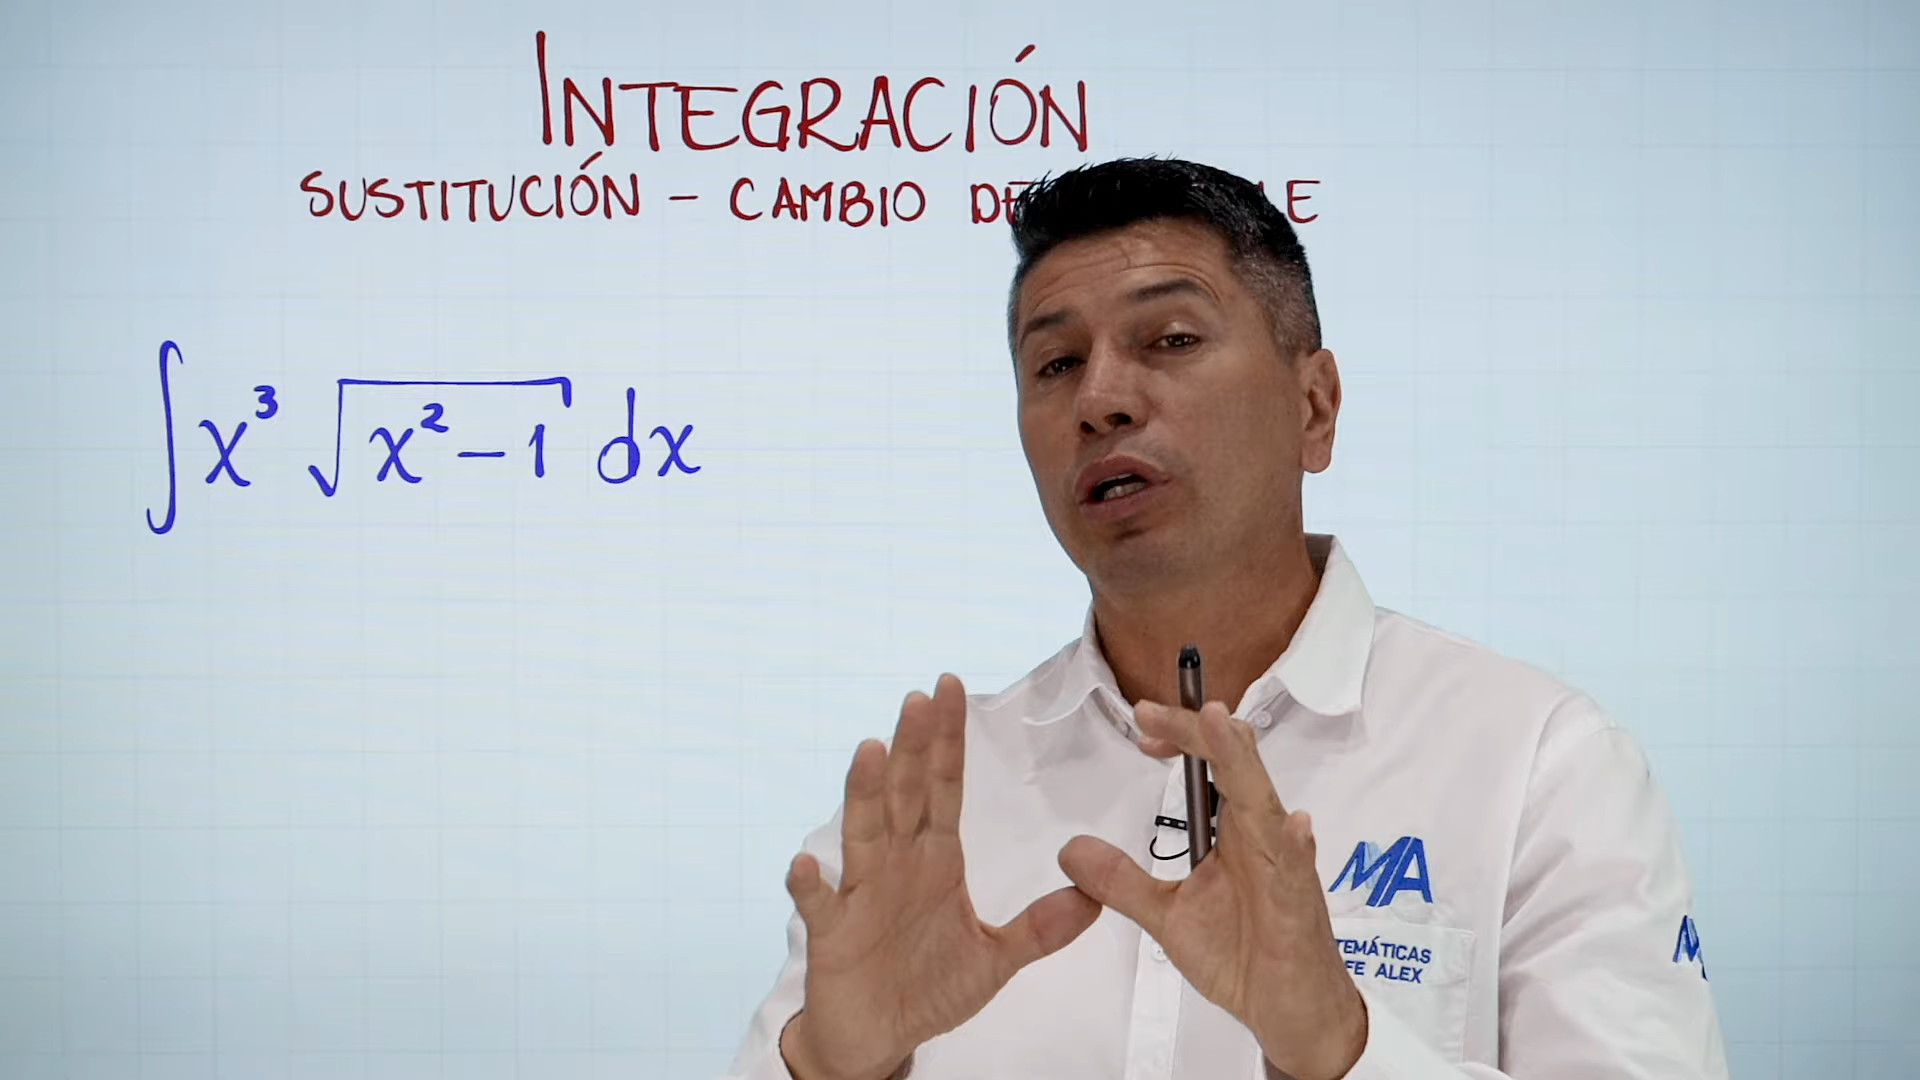 INTEGRACIÓN
SUSTITUCIÓN - CAMBIO DE
∫x³ √(x²-1) dx
MA
TEMÁTICAS
FE ALEX